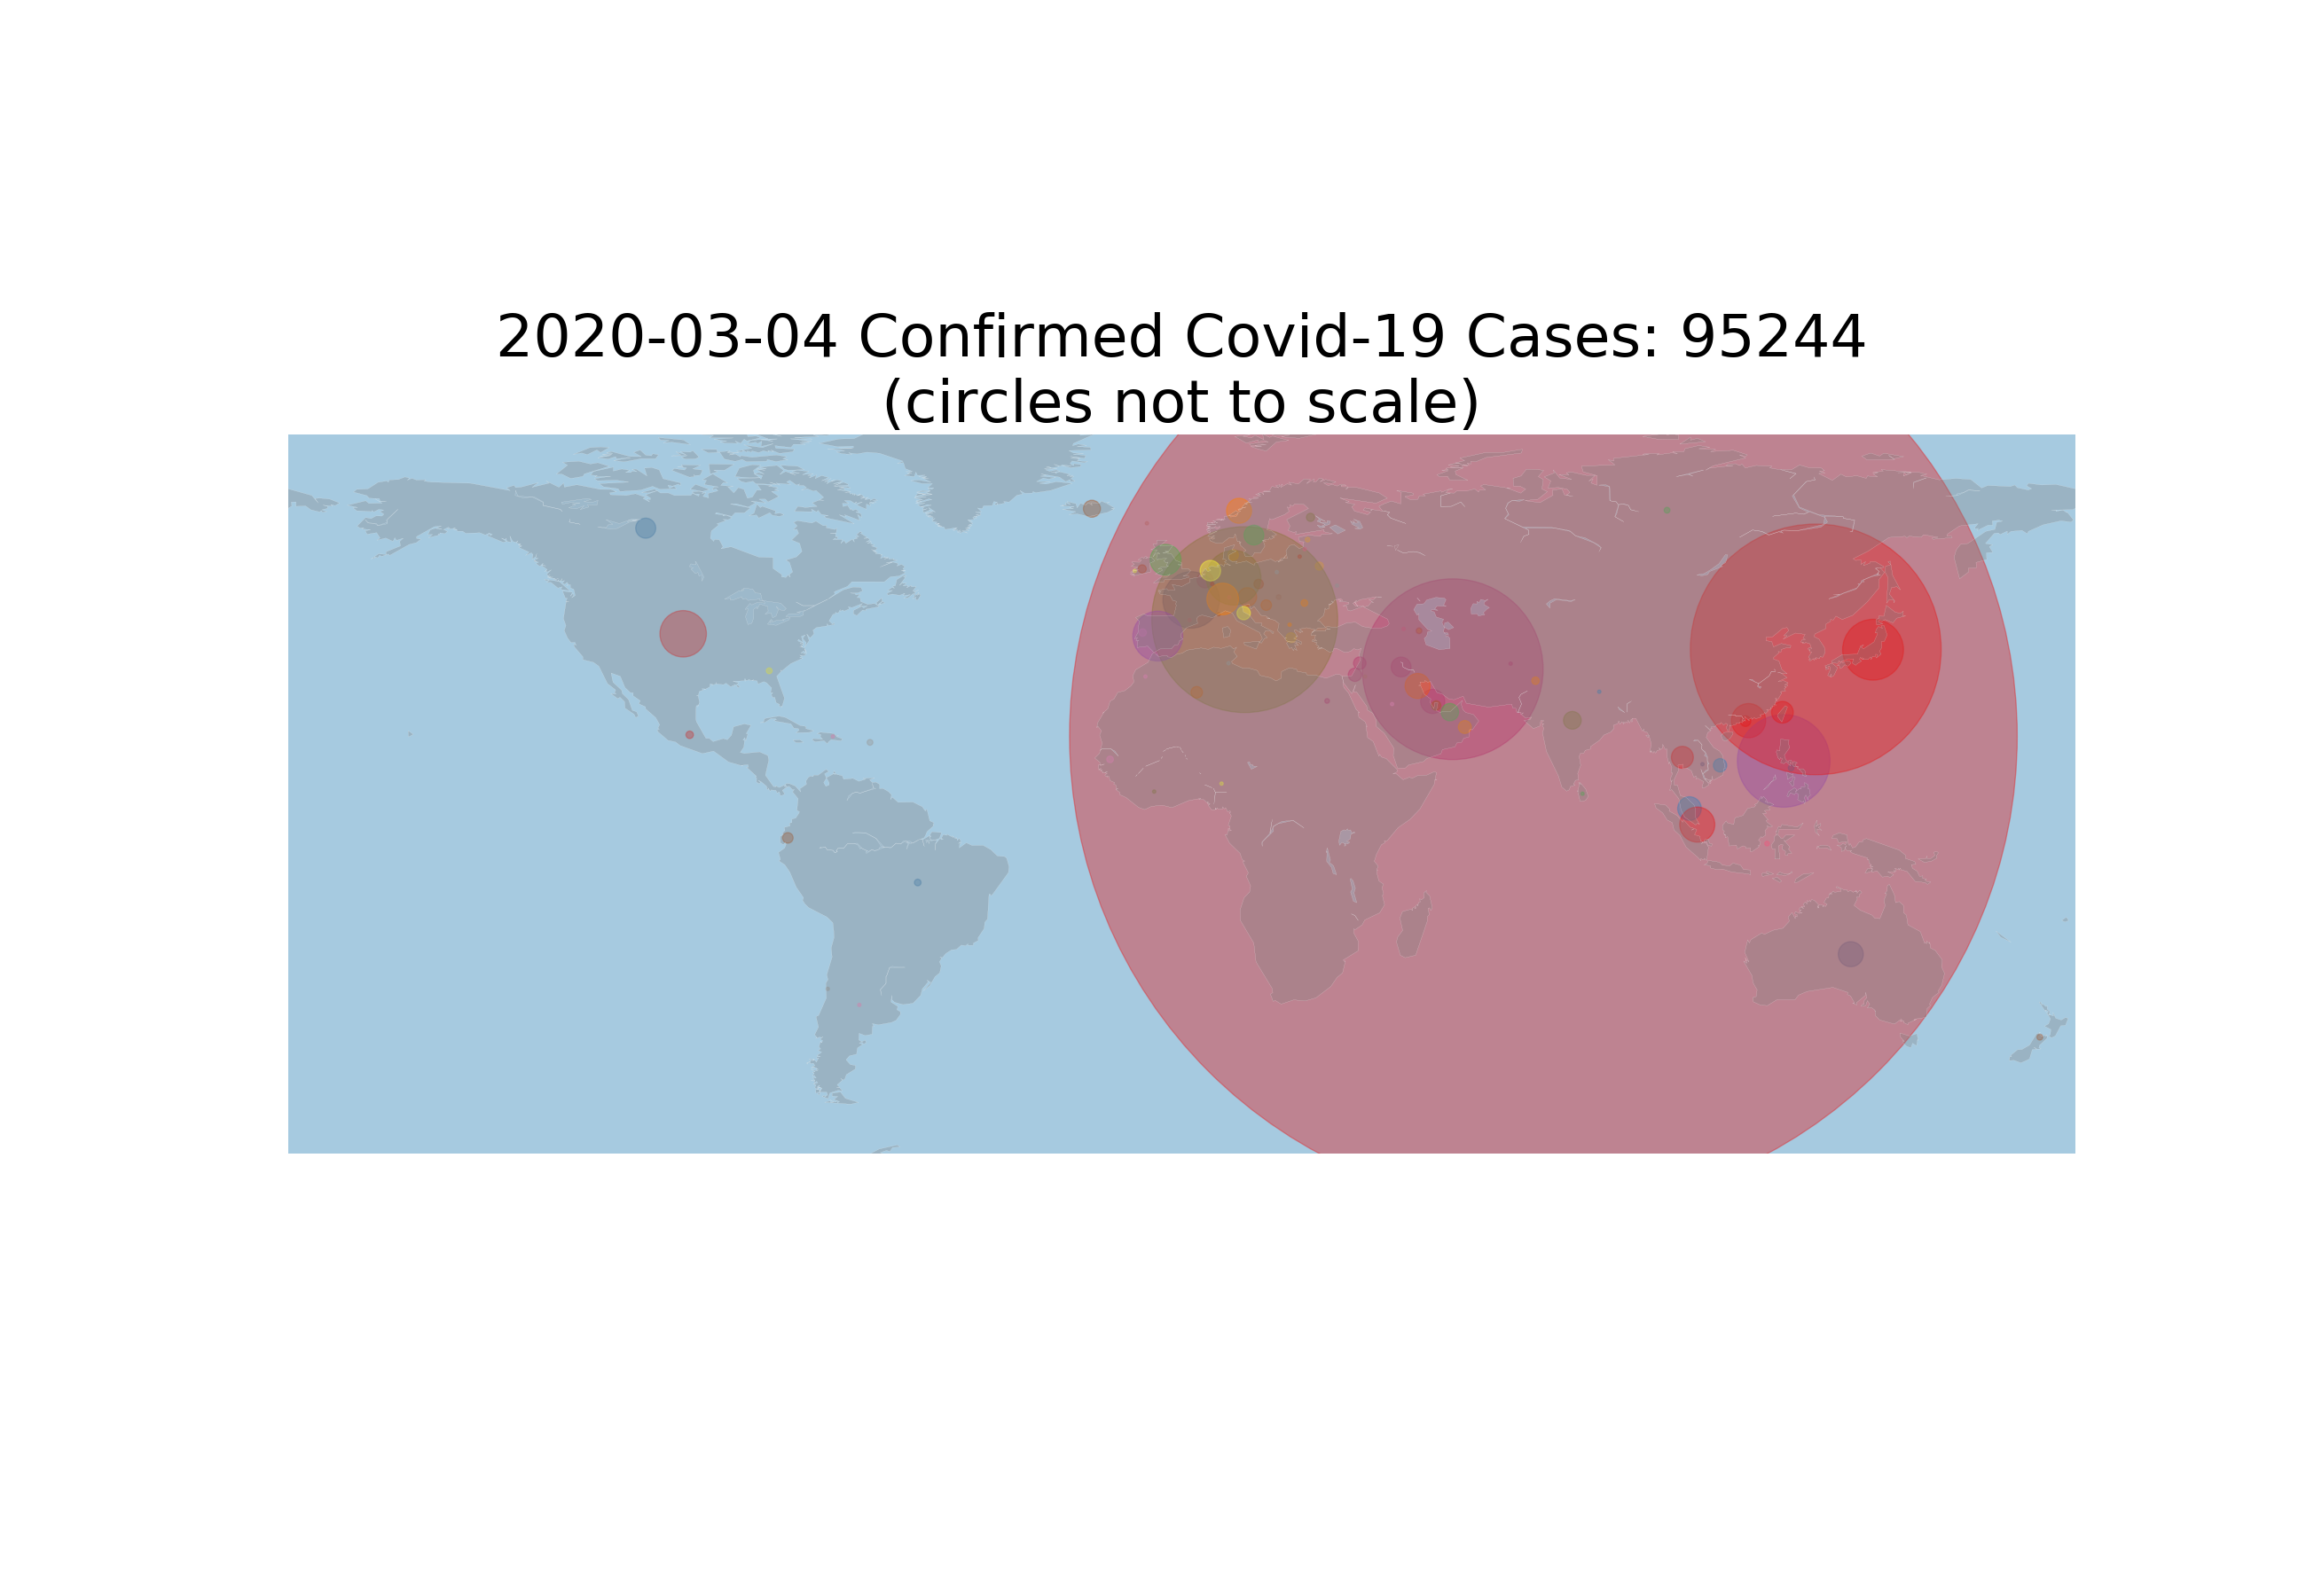 2020-03-04 Confirmed Covid-19 Cases: 95244
(circles not to scale)